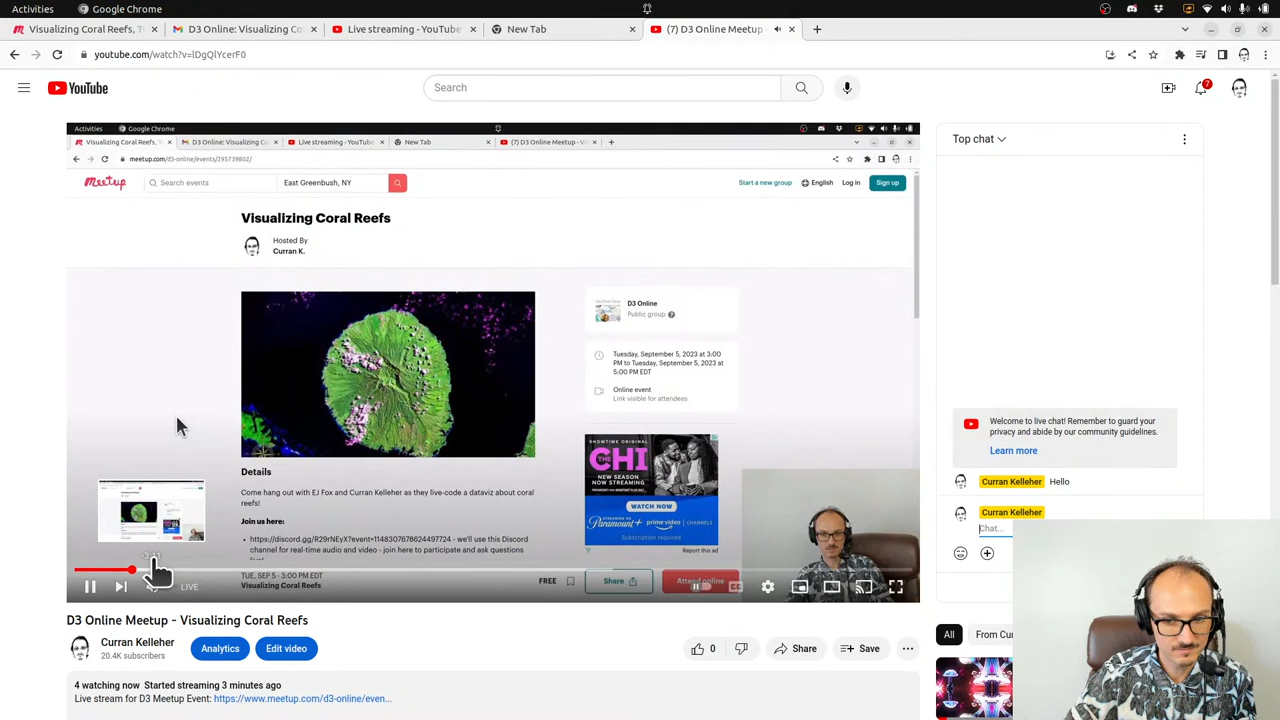 Activities
Google Chrome
Visualizing Coral Reefs, T
D3 Online: Visualizing Co
Live streaming - YouTube
New Tab
(7) D3 Online Meetup -
youtube.com/watch?v=lDgQlYcerF0
YouTube
Search
7
Activities
Google Chrome
Visualizing Coral Reefs, T
D3 Online: Visualizing Co
Live streaming - YouTube
New Tab
(7) D3 Online Meetup - Vi
meetup.com/d3-online/events/295739802/
meetup
Search events
East Greenbush, NY
Start a new group
English
Log in
Sign up
Visualizing Coral Reefs
Hosted By
Curran K.
D3 Online
Public group
Tuesday, September 5, 2023 at 3:00
PM to Tuesday, September 5, 2023 at
5:00 PM EDT
Online event
Link visible for attendees
SHOWTIME ORIGINAL
THE
CHI
NEW SEASON
NOW STREAMING
WATCH NOW
Paramount+
prime video
CHANNELS
Subscription required
Report this ad
Details
Come hang out with EJ Fox and Curran Kelleher as they live-code a dataviz about coral
reefs!
Join us here:
• https://discord.gg/R29rNEyX?event=1148307678624497724 - we'll use this Discord
channel for real-time audio and video - join here to participate and ask questions
TUE, SEP 5 · 3:00 PM EDT
Visualizing Coral Reefs
FREE
Share
Attend online
LIVE
Top chat
Welcome to live chat! Remember to guard your
privacy and abide by our community guidelines.
Learn more
Curran Kelleher Hello
Curran Kelleher
Chat...
D3 Online Meetup - Visualizing Coral Reefs
Curran Kelleher
20.4K subscribers
Analytics
Edit video
0
Share
Save
All
From Cur
4 watching now Started streaming 3 minutes ago
Live stream for D3 Meetup Event: https://www.meetup.com/d3-online/even...